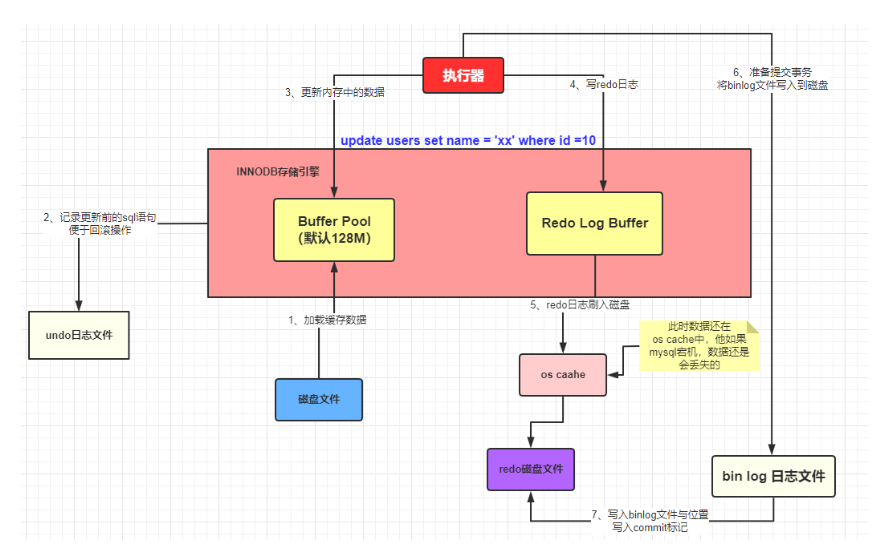 执行器
6、准备提交事务
将binlog文件写入到磁盘
3、更新内存中的数据
4、写redo日志
update users set name = 'xx' where id =10
INNODB存储引擎
2、记录更新前的sql语句
便于回滚操作
Buffer Pool
（默认128M）
Redo Log Buffer
undo日志文件
1、加载缓存数据
5、redo日志刷入磁盘
此时数据还在
os cache中，他如果
mysql宕机，数据还是
会丢失的
os caahe
磁盘文件
redo磁盘文件
bin log 日志文件
7、写入binlog文件与位置
写入commit标记